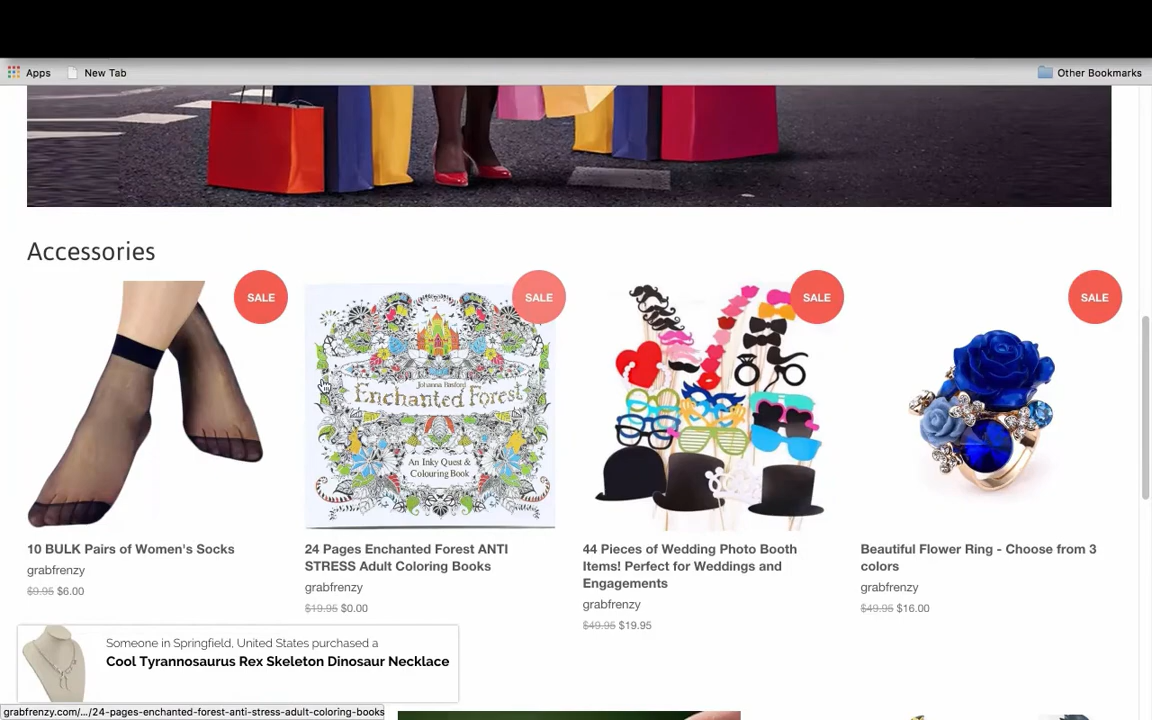 Apps
New Tab
Other Bookmarks
Accessories
SALE
SALE
SALE
SALE
Johanna Basford
Enchanted Forest
An Inky Quest &
Colouring Book
10 BULK Pairs of Women's Socks
grabfrenzy
$9.95 $6.00
24 Pages Enchanted Forest ANTI
STRESS Adult Coloring Books
grabfrenzy
$19.95 $0.00
44 Pieces of Wedding Photo Booth
Items! Perfect for Weddings and
Engagements
grabfrenzy
$49.95 $19.95
Beautiful Flower Ring - Choose from 3
colors
grabfrenzy
$49.95 $16.00
Someone in Springfield, United States purchased a
Cool Tyrannosaurus Rex Skeleton Dinosaur Necklace
grabfrenzy.com/.../24-pages-enchanted-forest-anti-stress-adult-coloring-books